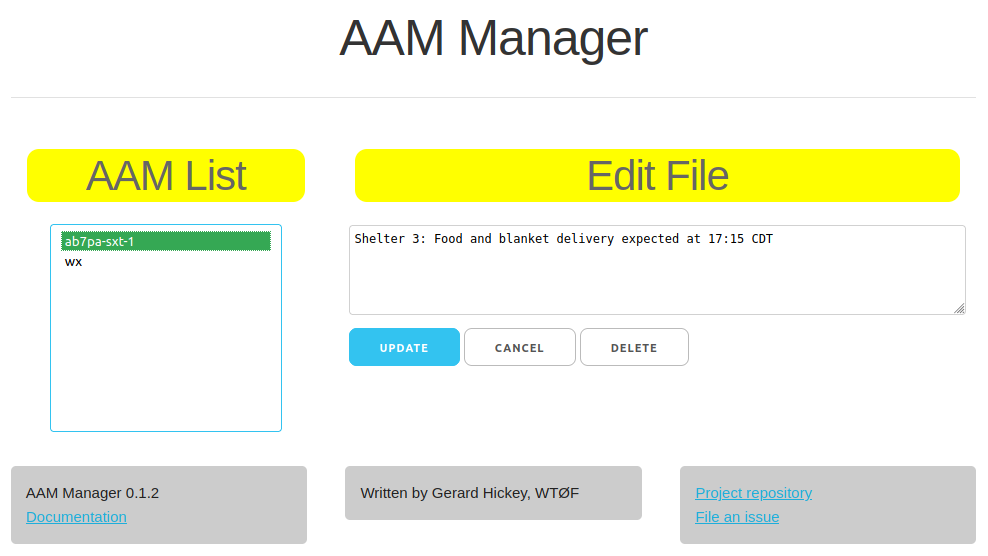 AAM Manager
AAM List
Edit File
ab7pa-sxt-1
wx
Shelter 3: Food and blanket delivery expected at 17:15 CDT
UPDATE
CANCEL
DELETE
AAM Manager 0.1.2
Documentation
Written by Gerard Hickey, WTØF
Project repository
File an issue